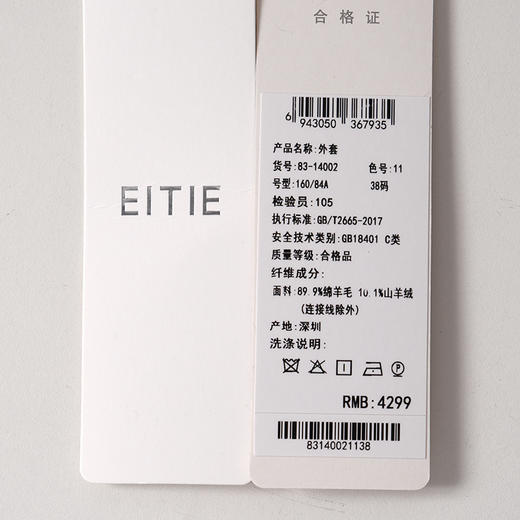 EITIE
合格证
6 943050 367935
产品名称:外套
货号:83-14002 色号:11
号型:160/84A 38码
检验员:105
执行标准:GB/T2665-2017
安全技术类别:GB18401 C类
质量等级:合格品
纤维成分:
面料:89.9%绵羊毛 10.1%山羊绒
(连接线除外)
产地:深圳
洗涤说明:
P
RMB:4299
83140021138